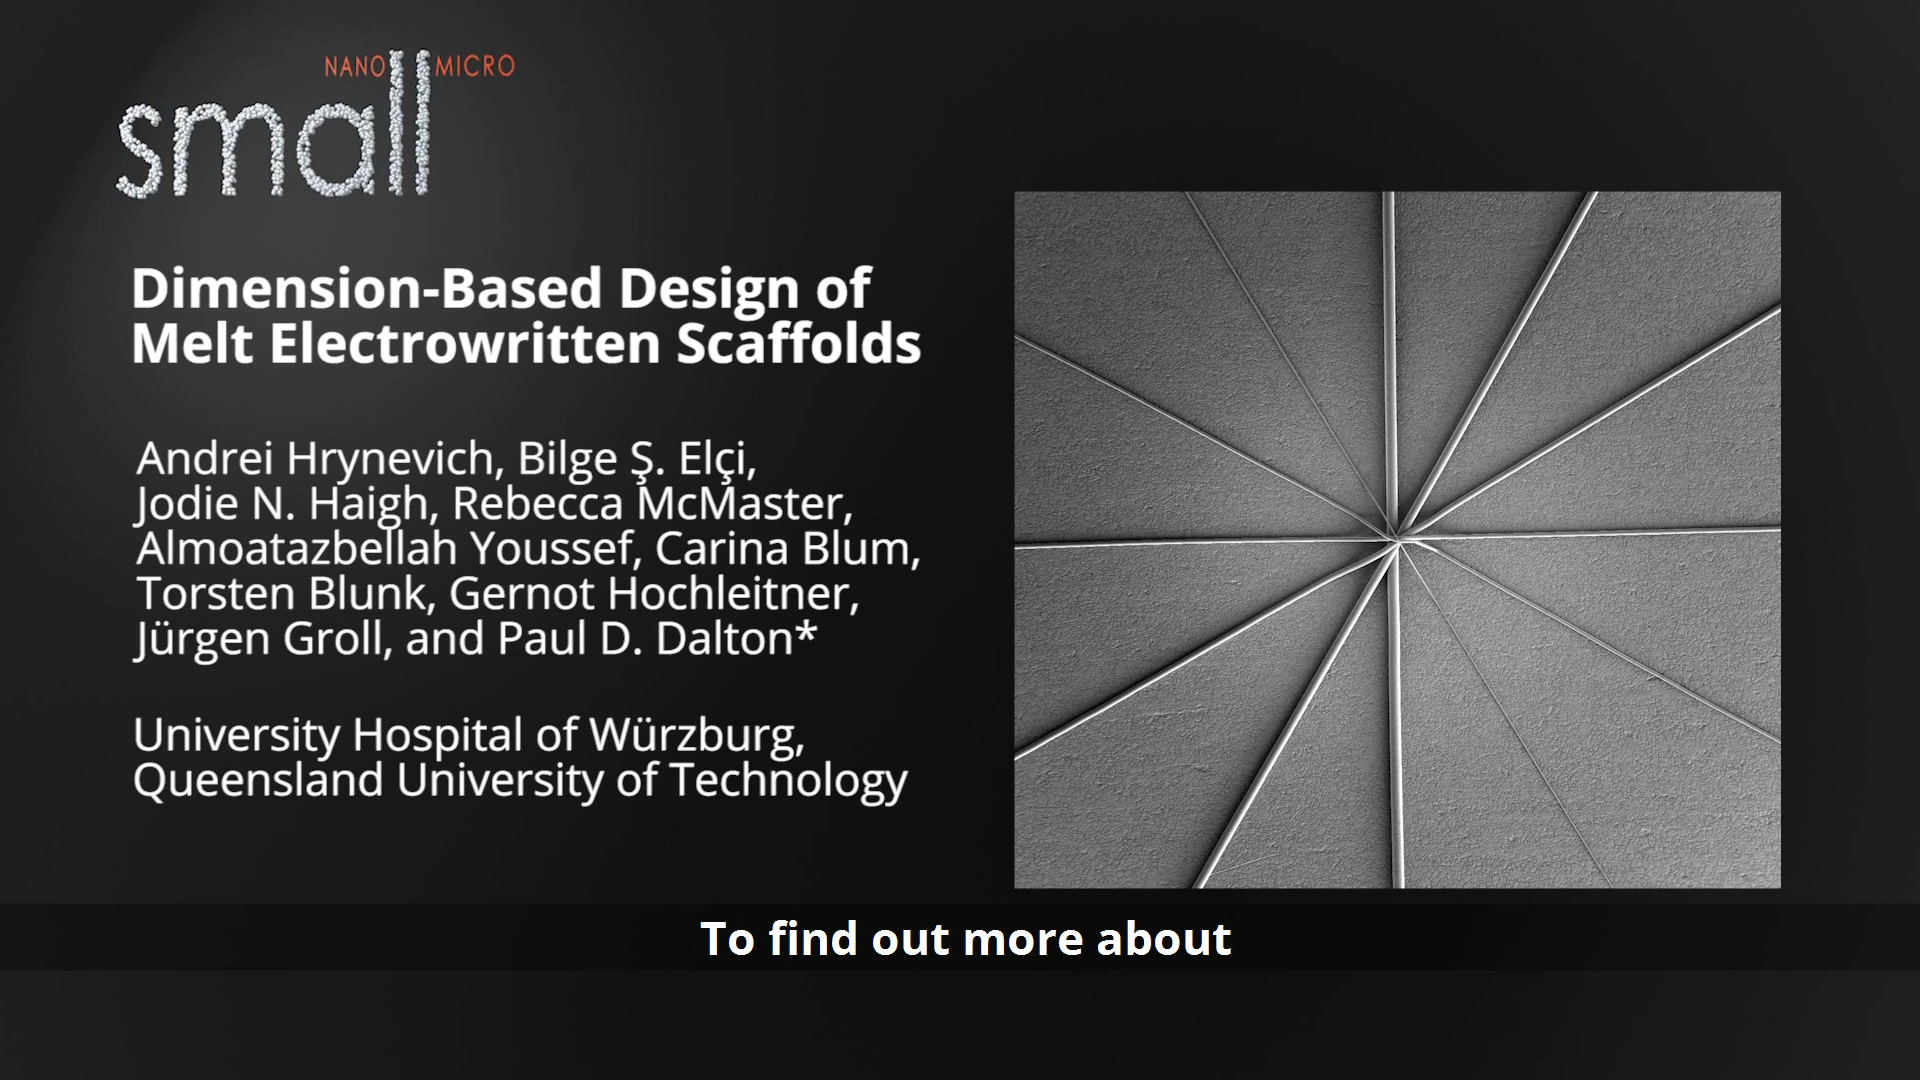 NANO MICRO
small
Dimension-Based Design of
Melt Electrowritten Scaffolds
Andrei Hrynevich, Bilge Ş. Elçi,
Jodie N. Haigh, Rebecca McMaster,
Almoatazbellah Youssef, Carina Blum,
Torsten Blunk, Gernot Hochleitner,
Jürgen Groll, and Paul D. Dalton*
University Hospital of Würzburg,
Queensland University of Technology
To find out more about